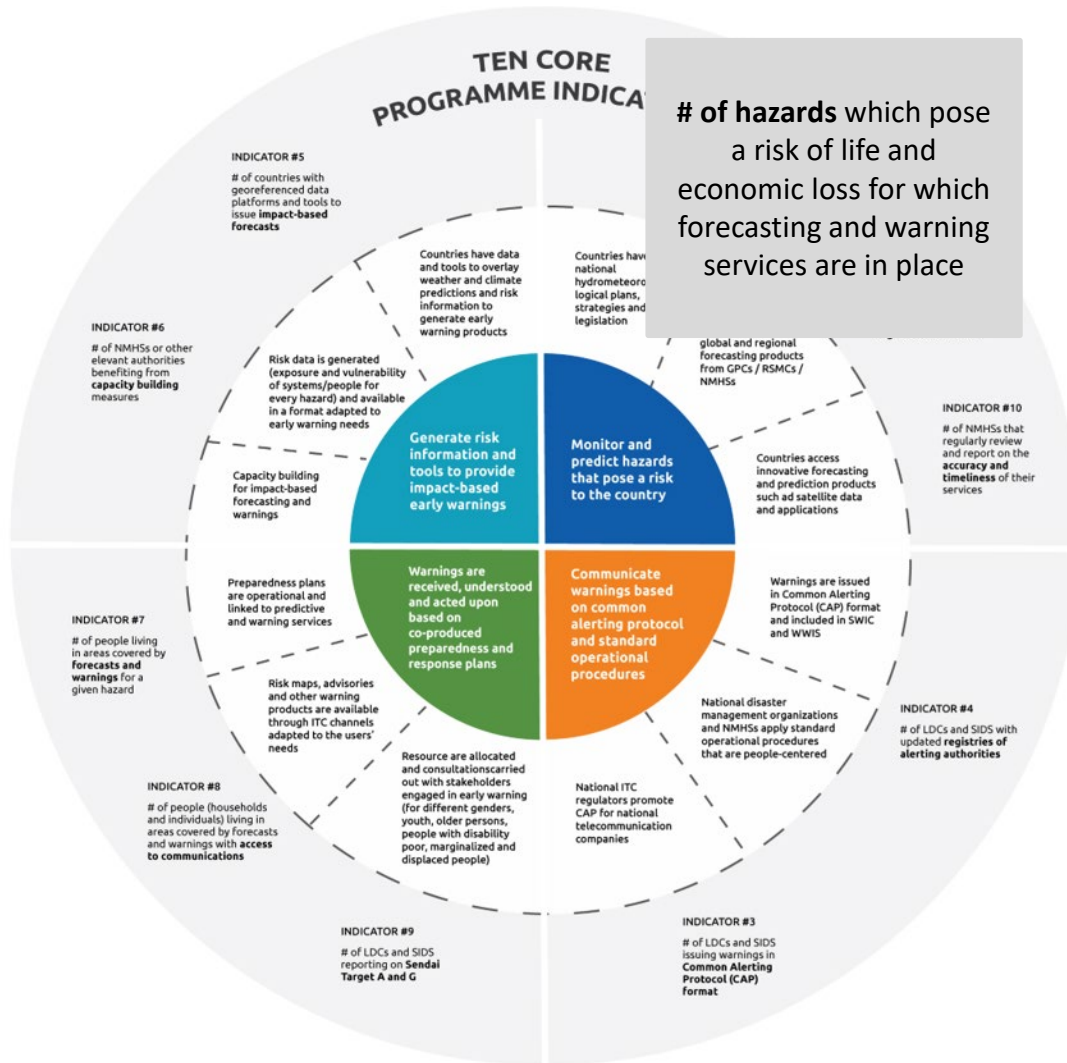 TEN CORE
PROGRAMME INDICA
# of hazards which pose
a risk of life and
economic loss for which
forecasting and warning
services are in place
INDICATOR #5
# of countries with
georeferenced data
platforms and tools to
issue impact-based
forecasts
Countries have data
and tools to overlay
weather and climate
predictions and risk
information to
generate early
warning products
Countries have
national
hydrometeoro
logical plans,
strategies and
legislation
INDICATOR #6
# of NMHSs or other
elevant authorities
benefiting from
capacity building
measures
Risk data is generated
(exposure and vulnerability
of systems/people for
every hazard) and available
in a format adapted to
early warning needs
global and regional
forecasting products
from GPCs / RSMCs /
NMHSs
INDICATOR #10
# of NMHSs that
regularly review
and report on the
accuracy and
timeliness of their
services
Capacity building
for impact-based
forecasting and
warnings
Generate risk
information and
tools to provide
impact-based
early warnings
Monitor and
predict hazards
that pose a risk
to the country
Countries access
innovative forecasting
and prediction products
such ad satellite data
and applications
INDICATOR #7
# of people living
in areas covered by
forecasts and
warnings for a
given hazard
Preparedness plans
are operational and
linked to predictive
and warning services
Warnings are
received, understood
and acted upon
based on
co-produced
preparedness and
response plans
Communicate
warnings based
on common
alerting protocol
and standard
operational
procedures
Warnings are issued
in Common Alerting
Protocol (CAP) format
and included in SWIC
and WWIS
Risk maps, advisories
and other warning
products are available
through ITC channels
adapted to the users'
needs
National disaster
management organizations
and NMHSs apply standard
operational procedures
that are people-centered
INDICATOR #4
# of LDCs and SIDS with
updated registries of
alerting authorities
INDICATOR #8
# of people (households
and individuals) living in
areas covered by forecasts
and warnings with access
to communications
Resource are allocated
and consultationscarried
out with stakeholders
engaged in early warning
(for different genders,
youth, older persons,
people with disability
poor, marginalized and
displaced people)
National ITC
regulators promote
CAP for national
telecommunication
companies
INDICATOR #9
# of LDCs and SIDS
reporting on Sendai
Target A and G
INDICATOR #3
# of LDCs and SIDS
issuing warnings in
Common Alerting
Protocol (CAP)
format